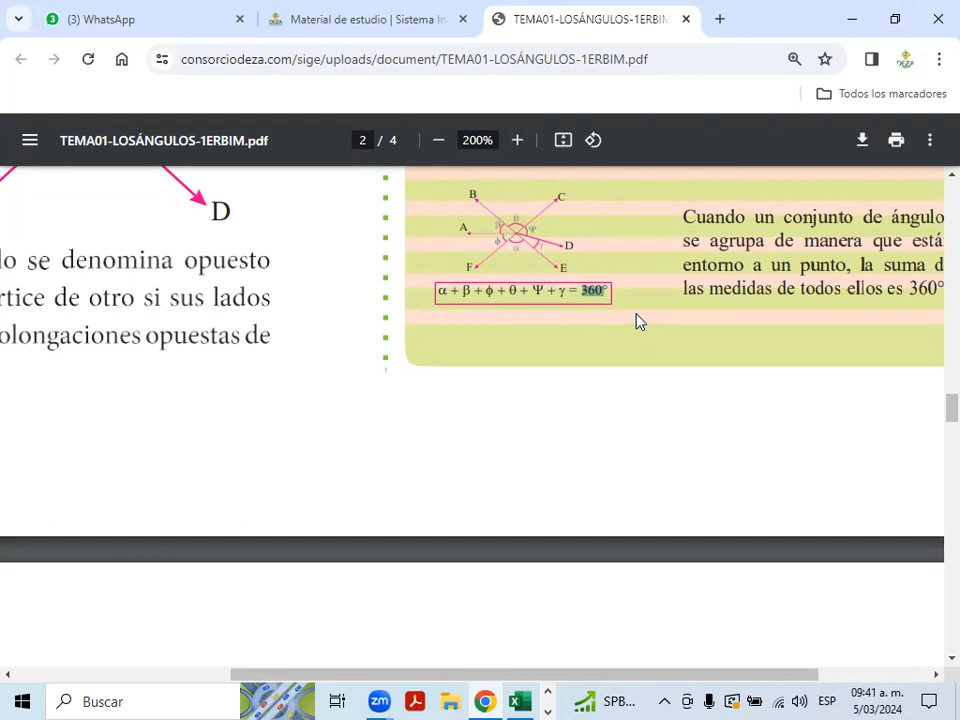 (3) WhatsApp
Material de estudio | Sistema In
TEMA01-LOSÁNGULOS-1ERBIM
consorciodeza.com/sige/uploads/document/TEMA01-LOSÁNGULOS-1ERBIM.pdf
DEZA
Todos los marcadores
TEMA01-LOSÁNGULOS-1ERBIM.pdf
2 / 4
200%
D
lo se denomina opuesto
rtice de otro si sus lados
olongaciones opuestas de
B
C
θ
β
Ψ
A
ϕ
γ
D
α
F
E
α + β + ϕ + θ + Ψ + γ = 360°
Cuando un conjunto de ángulo
se agrupa de manera que está
entorno a un punto, la suma d
las medidas de todos ellos es 360°
Buscar
SPB...
ESP
09:41 a. m.
5/03/2024